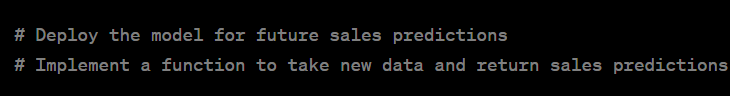 # Deploy the model for future sales predictions
# Implement a function to take new data and return sales predictions